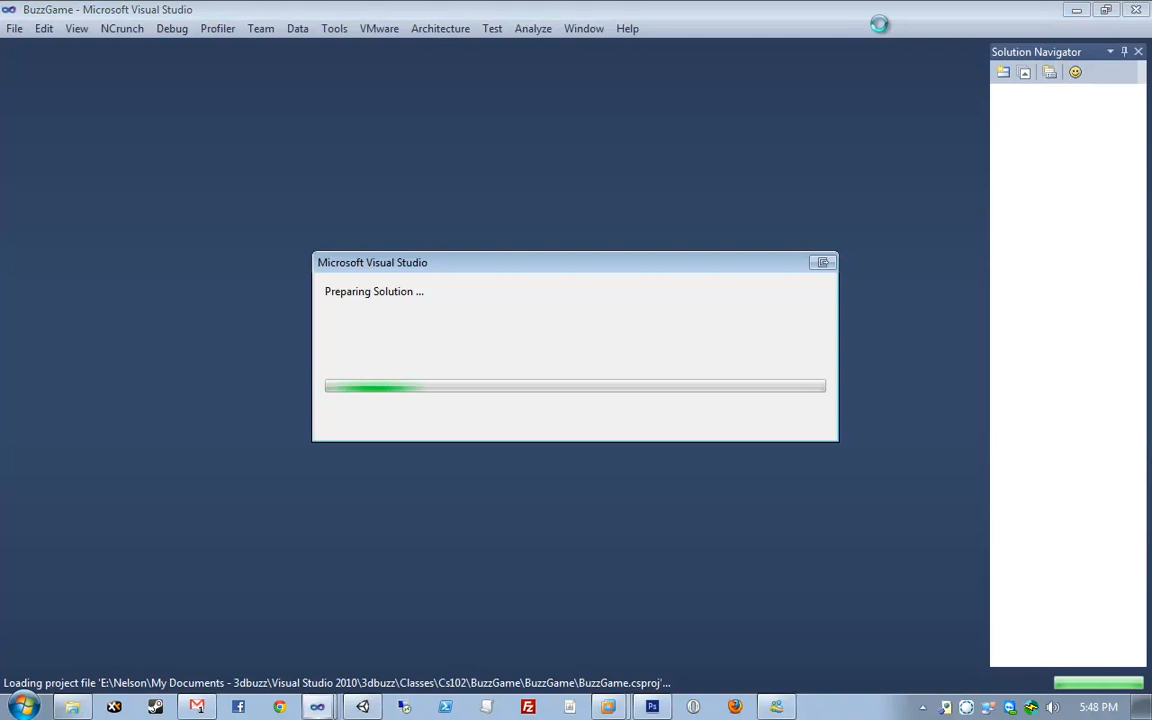 BuzzGame - Microsoft Visual Studio
File Edit View NCrunch Debug Profiler Team Data Tools VMware Architecture Test Analyze Window Help
Solution Navigator
Microsoft Visual Studio
Preparing Solution ...
Loading project file 'E:\Nelson\My Documents - 3dbuzz\Visual Studio 2010\3dbuzz\Classes\Cs102\BuzzGame\BuzzGame\BuzzGame.csproj'...
5:48 PM